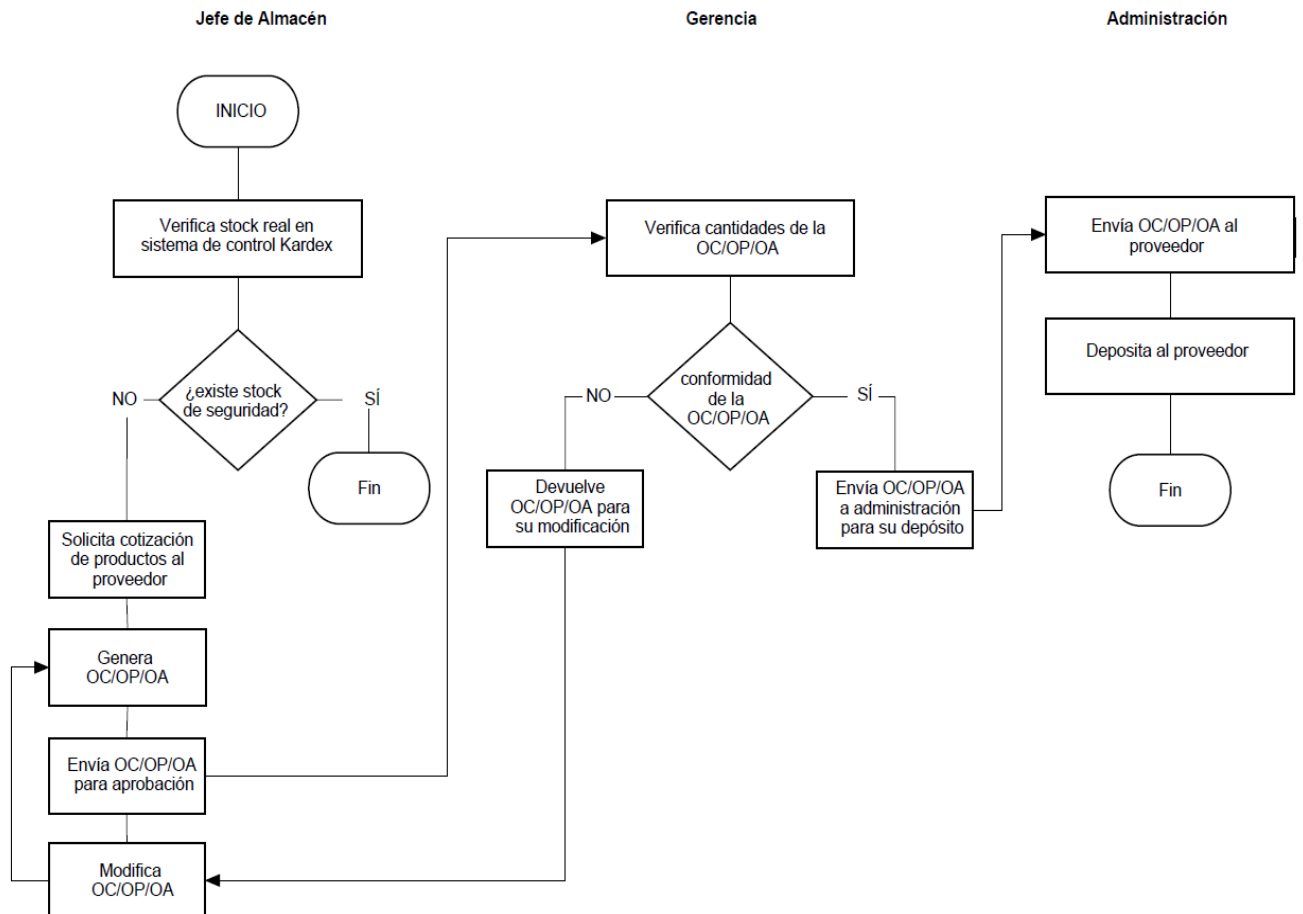 Jefe de Almacén
Gerencia
Administración
INICIO
Verifica stock real en
sistema de control Kardex
¿existe stock
de seguridad?
NO
SÍ
Fin
Solicita cotización
de productos al
proveedor
Genera
OC/OP/OA
Envía OC/OP/OA
para aprobación
Modifica
OC/OP/OA
Verifica cantidades de la
OC/OP/OA
conformidad
de la
OC/OP/OA
NO
SÍ
Devuelve
OC/OP/OA para
su modificación
Envía OC/OP/OA
a administración
para su depósito
Envía OC/OP/OA al
proveedor
Deposita al proveedor
Fin